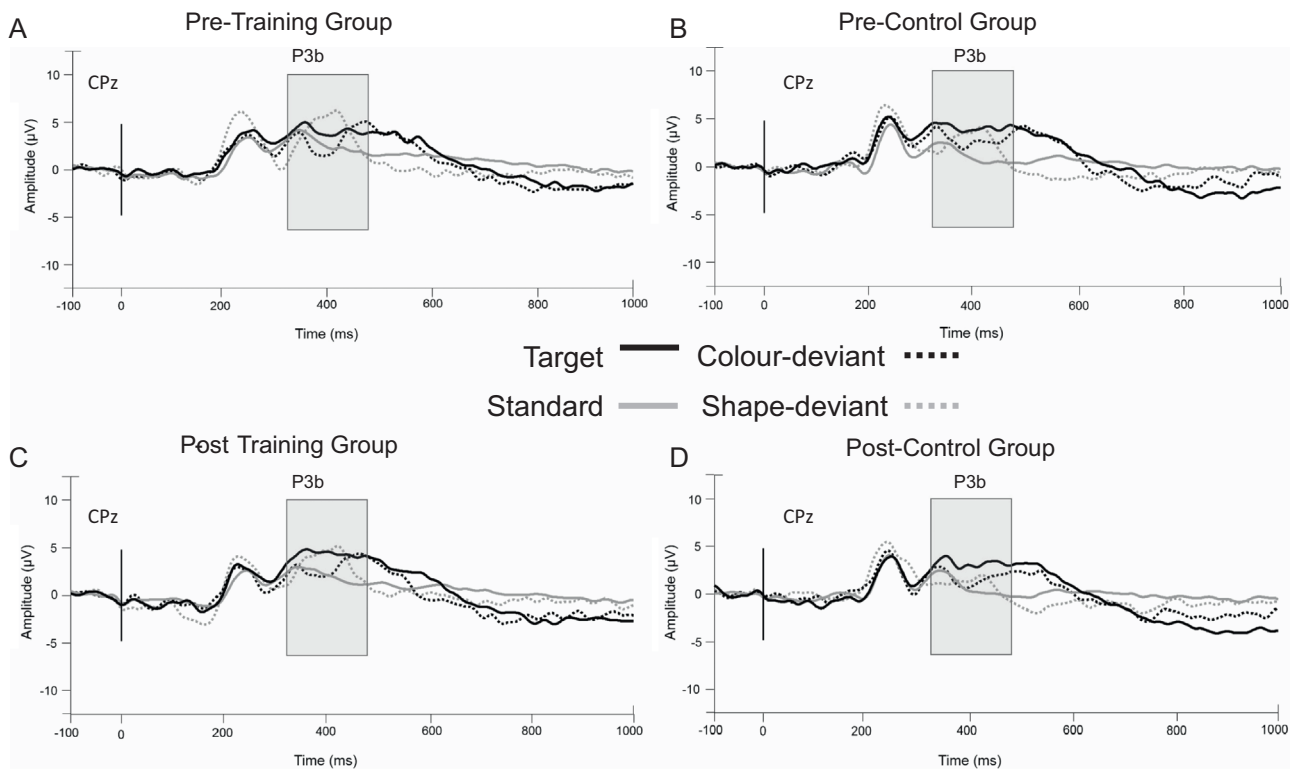 A
Pre-Training Group
P3b
CPz
10
5
0
-5
-10
Amplitude (µV)
-100
0
200
400
600
800
1000
Time (ms)
B
Pre-Control Group
P3b
CPz
10
5
0
-5
-10
Amplitude (µV)
-100
0
200
400
600
800
1000
Time (ms)
Target
Colour-deviant
Standard
Shape-deviant
C
Post Training Group
P3b
CPz
10
5
0
-5
-10
Amplitude (µV)
-100
0
200
400
600
800
1000
Time (ms)
D
Post-Control Group
P3b
CPz
10
5
0
-5
-10
Amplitude (µV)
-100
0
200
400
600
800
1000
Time (ms)